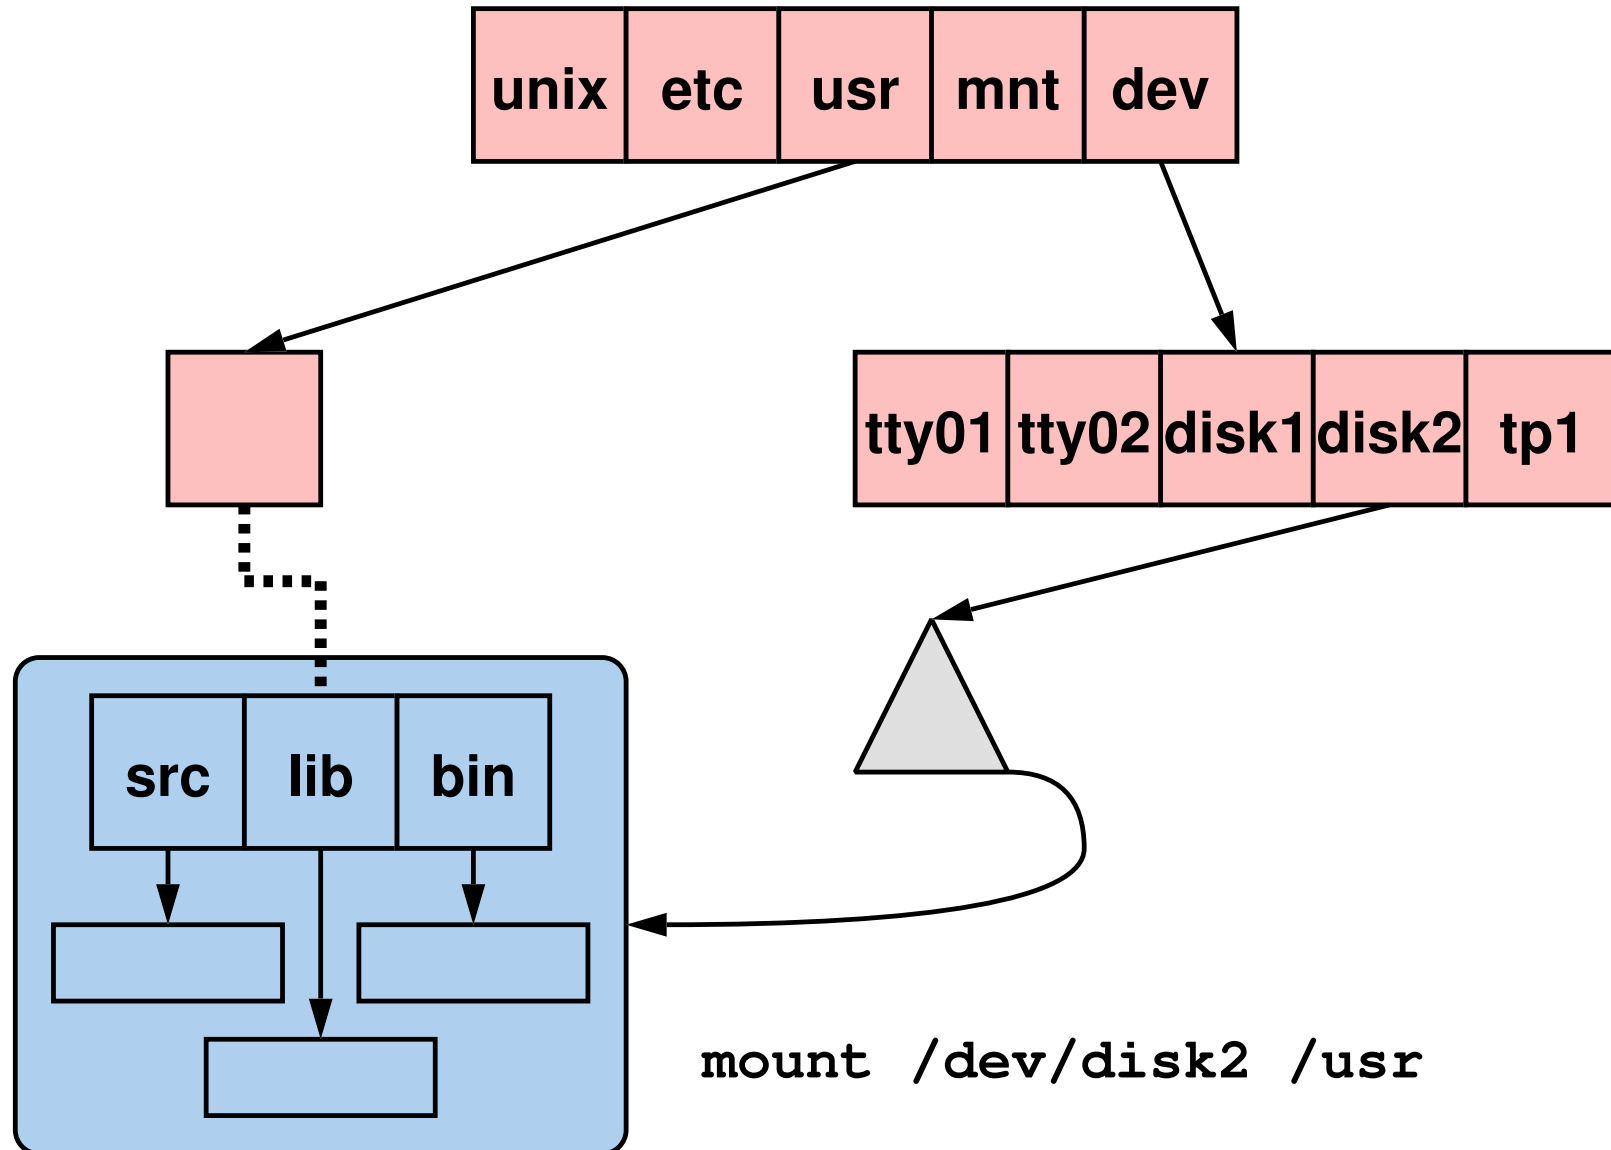 unix etc usr mnt dev
tty01 tty02 disk1 disk2 tp1
src lib bin
mount /dev/disk2 /usr